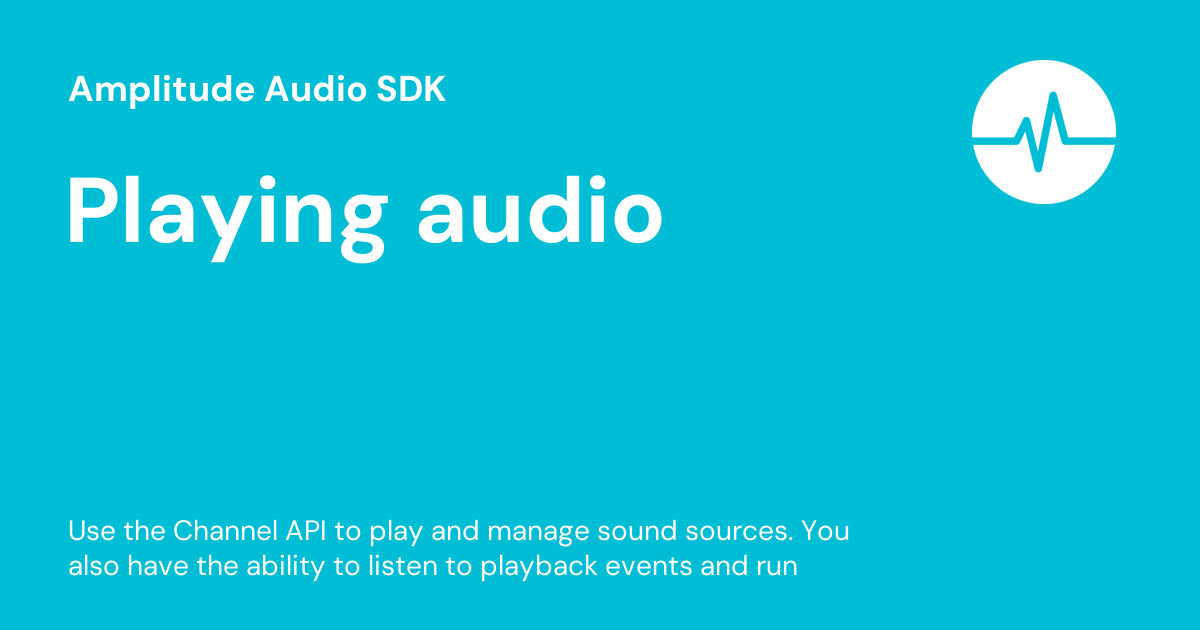 Amplitude Audio SDK
Playing audio
Use the Channel API to play and manage sound sources. You
also have the ability to listen to playback events and run